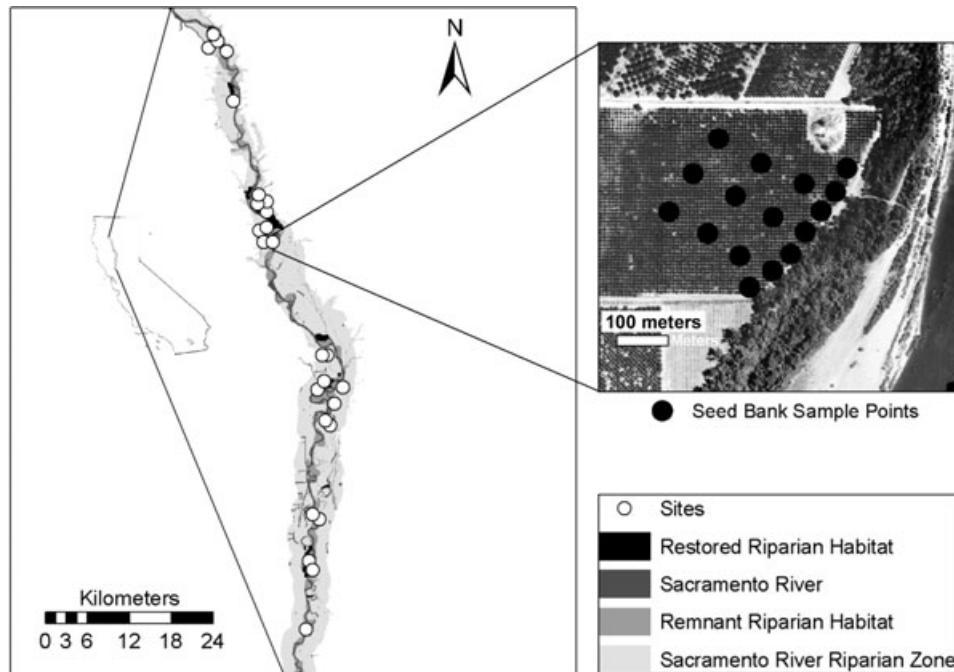 N
100 meters
Meters
Seed Bank Sample Points
Sites
Restored Riparian Habitat
Sacramento River
Remnant Riparian Habitat
Sacramento River Riparian Zone
Kilometers
0 3 6 12 18 24